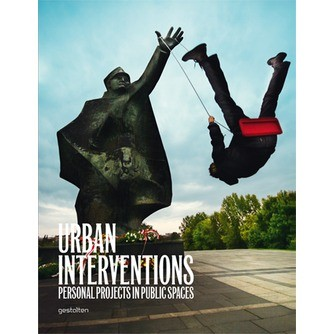 URBAN
INTERVENTIONS
PERSONAL PROJECTS IN PUBLIC SPACES
gestalten